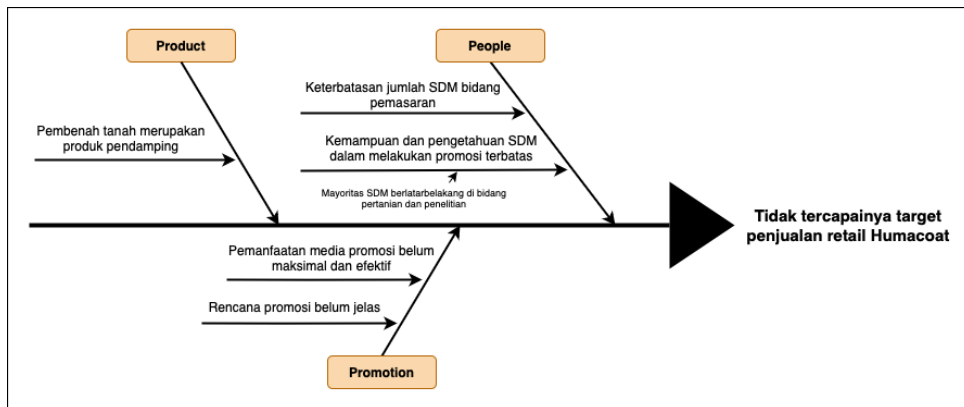 Product
People
Keterbatasan jumlah SDM bidang
pemasaran
Pembenah tanah merupakan
produk pendamping
Kemampuan dan pengetahuan SDM
dalam melakukan promosi terbatas
Mayoritas SDM berlatarbelakang di bidang
pertanian dan penelitian
Tidak tercapainya target
penjualan retail Humacoat
Pemanfaatan media promosi belum
maksimal dan efektif
Rencana promosi belum jelas
Promotion